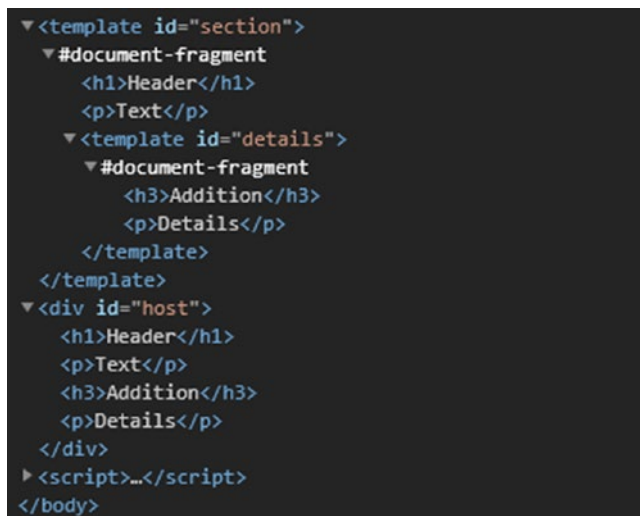 ▼<template id="section">
▼#document-fragment
<h1>Header</h1>
<p>Text</p>
▼<template id="details">
▼#document-fragment
<h3>Addition</h3>
<p>Details</p>
</template>
</template>
▼<div id="host">
<h1>Header</h1>
<p>Text</p>
<h3>Addition</h3>
<p>Details</p>
</div>
▶<script>…</script>
</body>